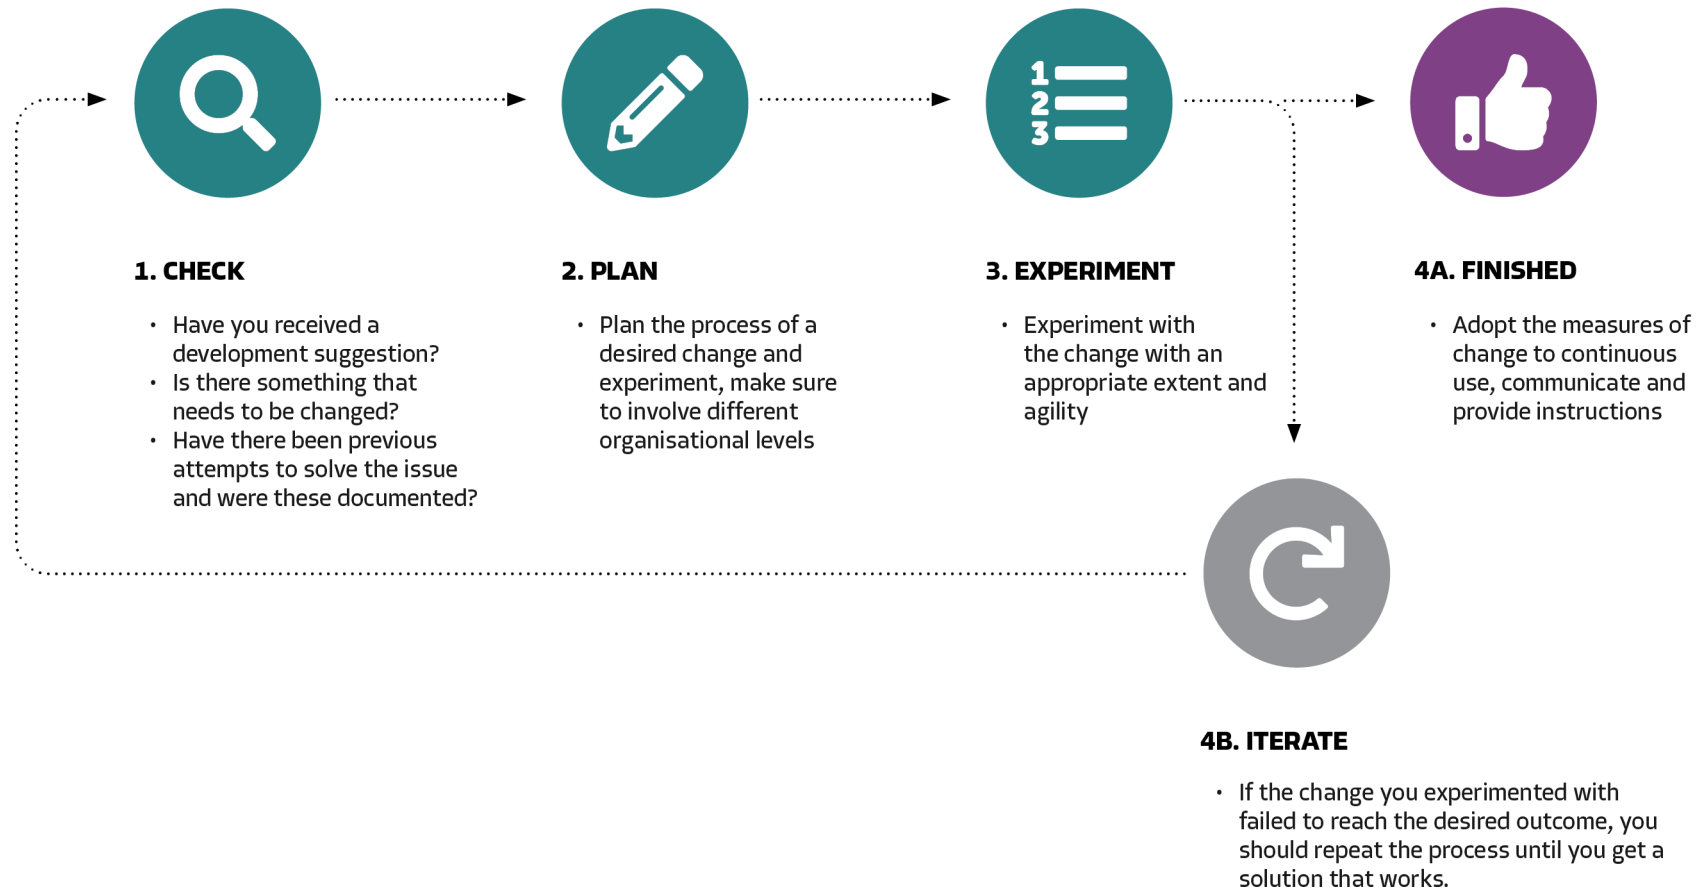 1
2
3
1. CHECK
• Have you received a
development suggestion?
• Is there something that
needs to be changed?
• Have there been previous
attempts to solve the issue
and were these documented?
2. PLAN
• Plan the process of a
desired change and
experiment, make sure
to involve different
organisational levels
3. EXPERIMENT
• Experiment with
the change with an
appropriate extent and
agility
4A. FINISHED
• Adopt the measures of
change to continuous
use, communicate and
provide instructions
4B. ITERATE
• If the change you experimented with
failed to reach the desired outcome, you
should repeat the process until you get a
solution that works.